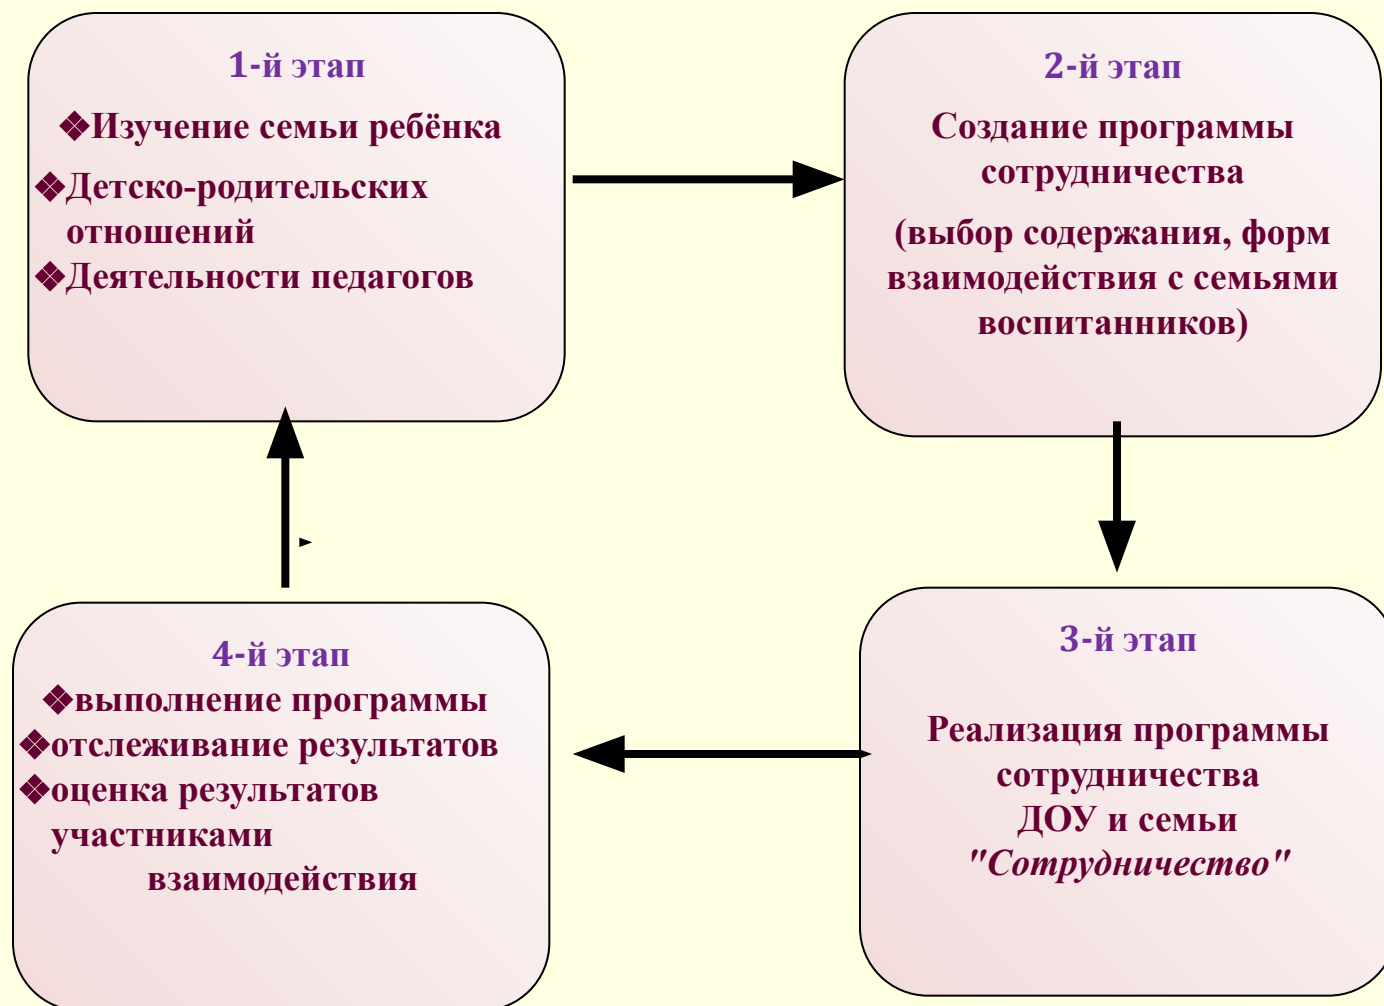 1-й этап
❖Изучение семьи ребёнка
❖Детско-родительских
отношений
❖Деятельности педагогов
2-й этап
Создание программы
сотрудничества
(выбор содержания, форм
взаимодействия с семьями
воспитанников)
3-й этап
Реализация программы
сотрудничества
ДОУ и семьи
"Сотрудничество"
4-й этап
❖выполнение программы
❖отслеживание результатов
❖оценка результатов
участниками
взаимодействия